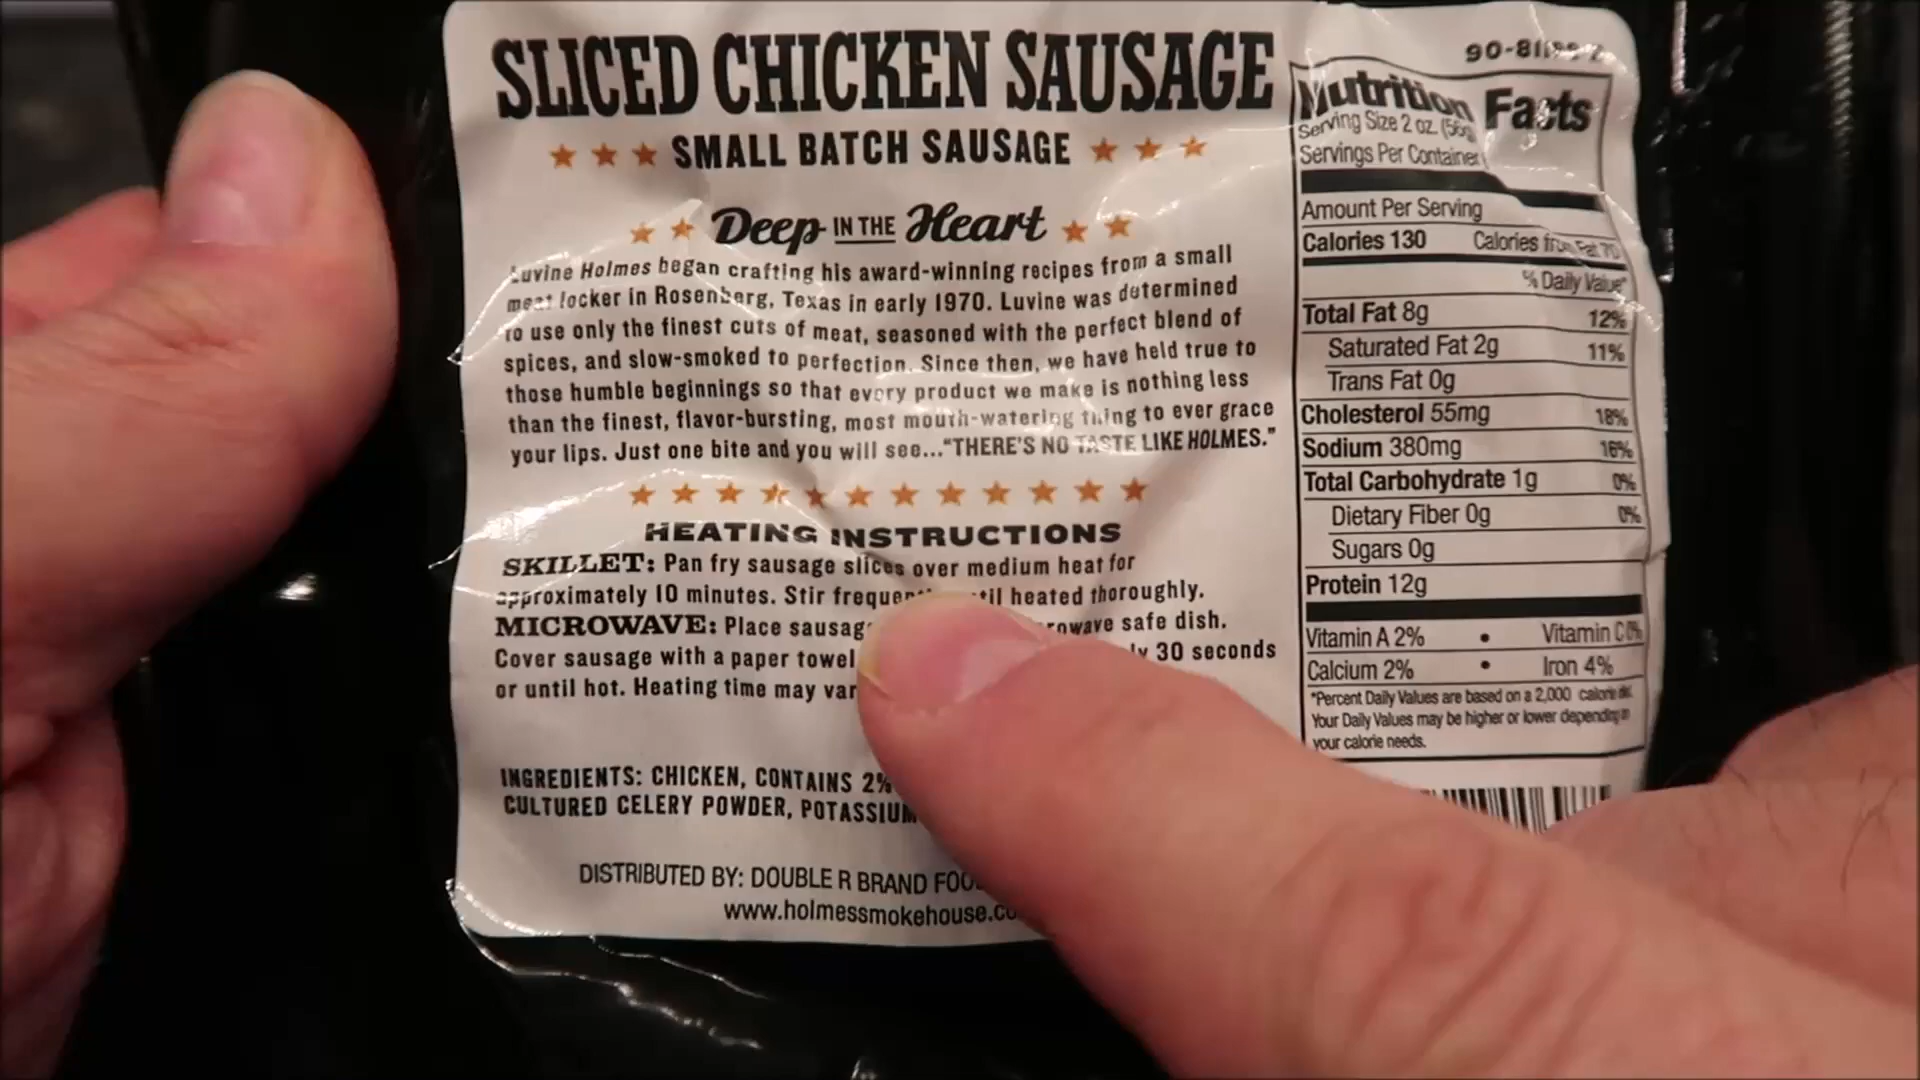 SLICED CHICKEN SAUSAGE
SMALL BATCH SAUSAGE
Deep IN THE Heart
Luvine Holmes began crafting his award-winning recipes from a small
meat locker in Rosenberg, Texas in early 1970. Luvine was determined
to use only the finest cuts of meat, seasoned with the perfect blend of
spices, and slow-smoked to perfection. Since then, we have held true to
those humble beginnings so that every product we make is nothing less
than the finest, flavor-bursting, most mouth-watering thing to ever grace
your lips. Just one bite and you will see..."THERE'S NO TASTE LIKE HOLMES."
HEATING INSTRUCTIONS
SKILLET: Pan fry sausage slices over medium heat for
approximately 10 minutes. Stir heated thoroughly.
MICROWAVE: Place safe dish.
Cover sausage with a paper towel 30 seconds
or until hot. Heating time may
INGREDIENTS: CHICKEN, CONTAINS 2%
CULTURED CELERY POWDER, POTASSIUM
DISTRIBUTED BY: DOUBLE R BRAND
www.holmessmokehouse.co
Nutrition Facts
Serving Size 2 oz. (56g
Servings Per Container
Amount Per Serving
Calories 130 Calories from Fat 70
% Daily Value*
Total Fat 8g 12%
Saturated Fat 2g 11%
Trans Fat 0g
Cholesterol 55mg 18%
Sodium 380mg 16%
Total Carbohydrate 1g 0%
Dietary Fiber 0g 0%
Sugars 0g
Protein 12g
Vitamin A 2% • Vitamin C 0%
Calcium 2% • Iron 4%
*Percent Daily Values are based on a 2,000 calorie diet.
Your Daily Values may be higher or lower depending on
your calorie needs.